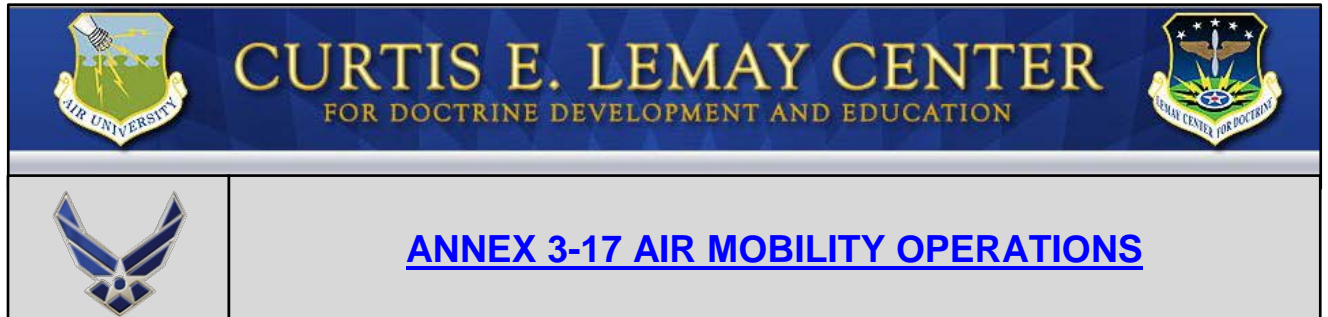 CURTIS E. LEMAY CENTER
FOR DOCTRINE DEVELOPMENT AND EDUCATION
AIR UNIVERSITY
LEMAY CENTER FOR DOCTRINE
ANNEX 3-17 AIR MOBILITY OPERATIONS